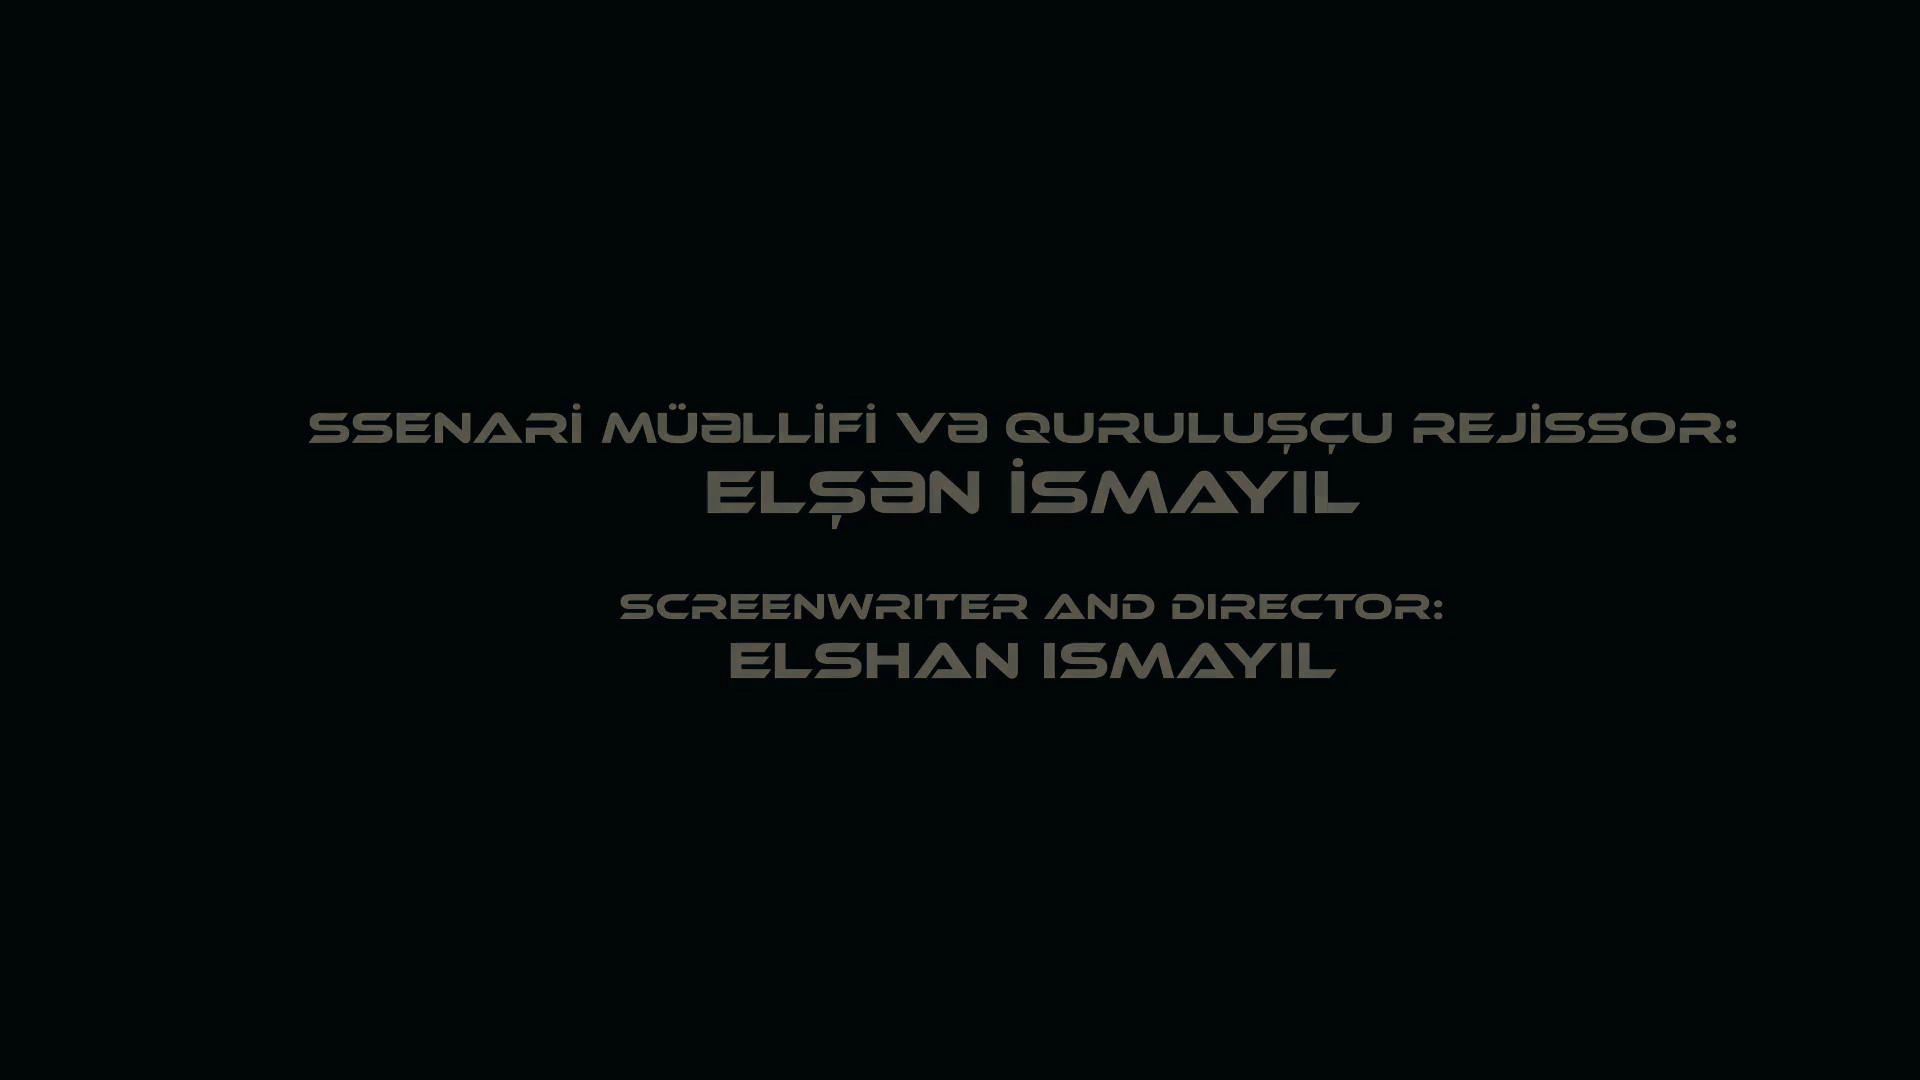 SSENARİ MÜƏLLİFİ VƏ QURULUŞÇU REJİSSOR:
ELŞƏN İSMAYIL
SCREENWRITER AND DIRECTOR:
ELSHAN ISMAYIL